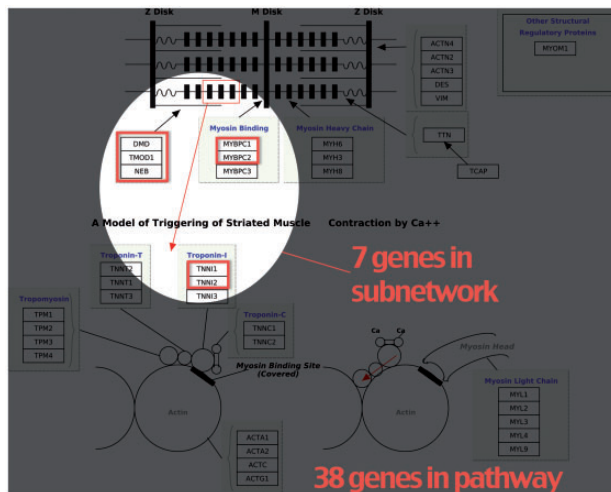 Z Disk M Disk Z Disk
Other Structural
Regulatory Proteins
MYOM1
ACTN4
ACTN2
ACTN3
DES
VIM
Myosin Binding
Myosin Heavy Chain
DMD
TMOD1
NEB
MYBPC1
MYBPC2
MYBPC3
MYH6
MYH3
MYH8
TTN
TCAP
A Model of Triggering of Striated Muscle Contraction by Ca++
Troponin-T
TNNT2
TNNT1
TNNT3
Troponin-I
TNNI1
TNNI2
TNNI3
7 genes in
subnetwork
Tropomyosin
TPM1
TPM2
TPM3
TPM4
Troponin-C
TNNC1
TNNC2
Ca Ca
Myosin Head
Myosin Binding Site
(Covered)
Actin
Actin
Myosin Light Chain
MYL1
MYL2
MYL3
MYL4
MYL9
ACTA1
ACTA2
ACTC
ACTG1
38 genes in pathway